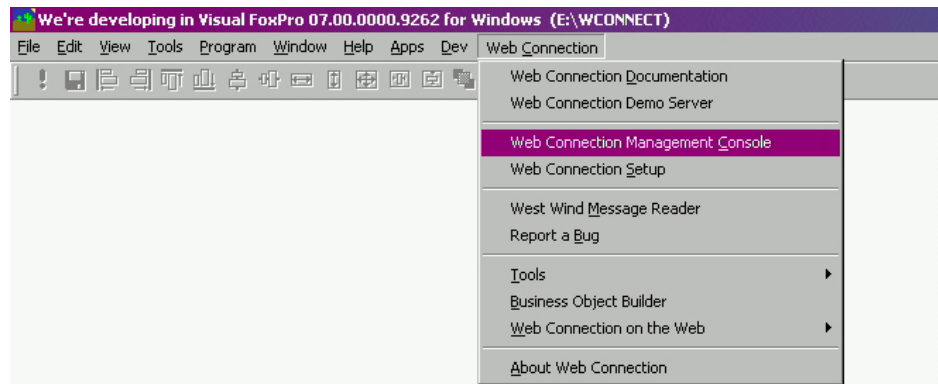 We're developing in Visual FoxPro 07.00.0000.9262 for Windows (E:\WCONNECT)
File Edit View Tools Program Window Help Apps Dev Web Connection
Web Connection Documentation
Web Connection Demo Server
Web Connection Management Console
Web Connection Setup
West Wind Message Reader
Report a Bug
Tools
Business Object Builder
Web Connection on the Web
About Web Connection